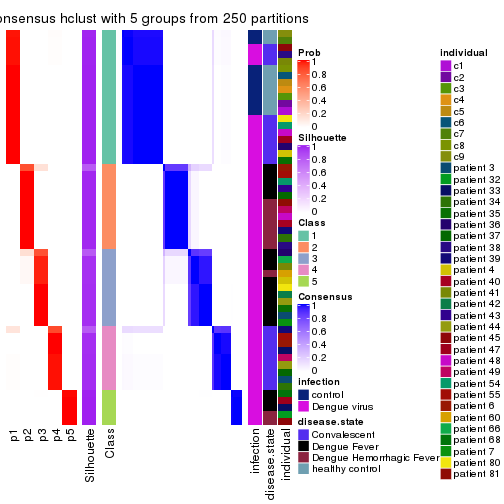 onsensus hclust with 5 groups from 250 partitions
Prob
1
0.8
0.6
0.4
0.2
0
Silhouette
1
0.8
0.6
0.4
0.2
0
Class
1
2
3
4
5
Consensus
1
0.8
0.6
0.4
0.2
0
infection
control
Dengue virus
disease.state
Convalescent
Dengue Fever
Dengue Hemorrhagic Fever
healthy control
individual
c1
c2
c3
c4
c5
c6
c7
c8
c9
patient 3
patient 32
patient 33
patient 34
patient 35
patient 36
patient 37
patient 38
patient 39
patient 4
patient 40
patient 41
patient 42
patient 43
patient 44
patient 45
patient 47
patient 48
patient 49
patient 54
patient 55
patient 6
patient 60
patient 66
patient 68
patient 7
patient 80
patient 81
p1
p2
p3
p4
p5
Silhouette
Class
infection
disease.state
individual